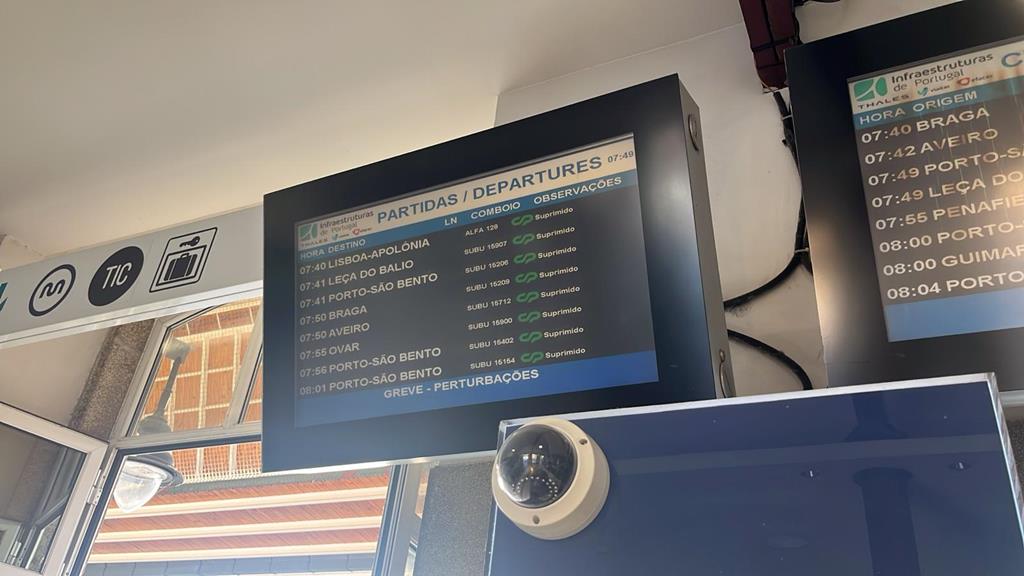 TIC
Infraestruturas
de Portugal
THALES
PARTIDAS / DEPARTURES 07:49
HORA DESTINO LN COMBOIO OBSERVAÇÕES
07:40 LISBOA-APOLÓNIA ALFA 120 Suprimido
07:41 LEÇA DO BALIO SUBU 15907 Suprimido
07:41 PORTO-SÃO BENTO SUBU 15206 Suprimido
07:50 BRAGA SUBU 15209 Suprimido
07:50 AVEIRO SUBU 15712 Suprimido
07:55 OVAR SUBU 15900 Suprimido
07:56 PORTO-SÃO BENTO SUBU 15402 Suprimido
08:01 PORTO-SÃO BENTO SUBU 15154 Suprimido
GREVE - PERTURBAÇÕES
Infraestruturas
de Portugal
THALES
C
HORA ORIGEM
07:40 BRAGA
07:42 AVEIRO
07:49 PORTO-SÃ
07:49 LEÇA DO
07:55 PENAFIE
08:00 PORTO-
08:00 GUIMAR
08:04 PORTO